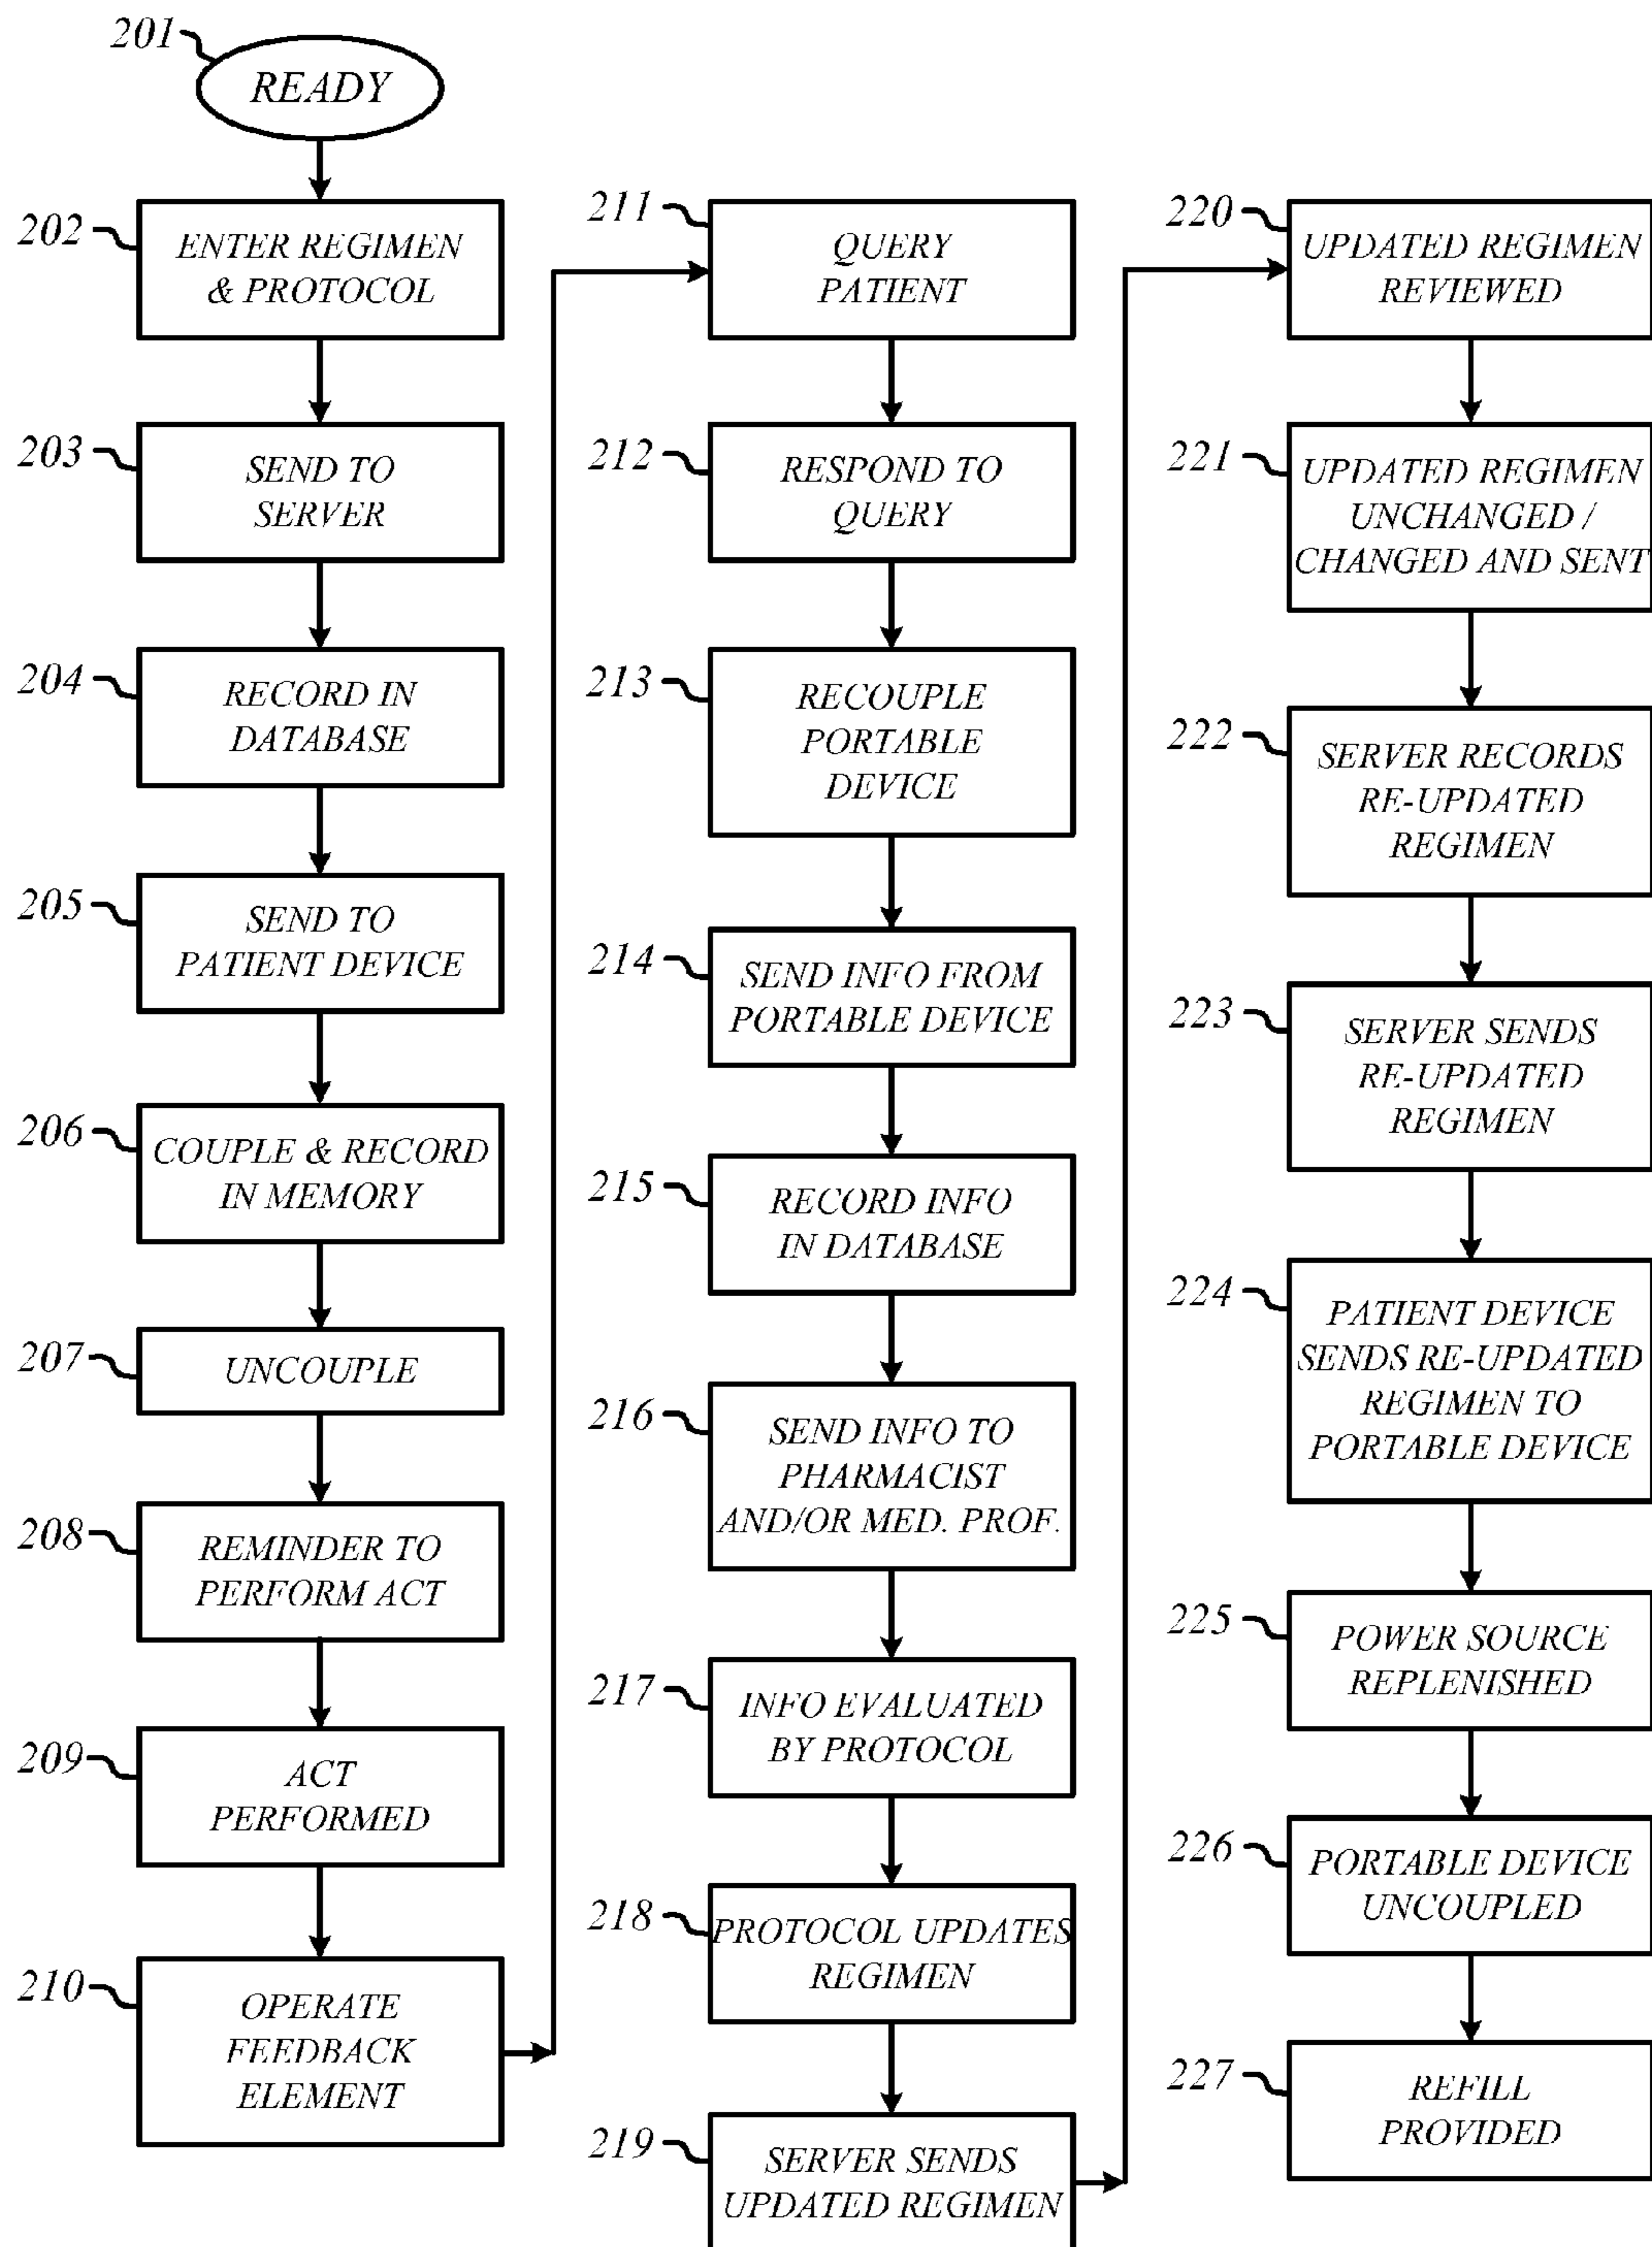 201
READY
202
ENTER REGIMEN
& PROTOCOL
203
SEND TO
SERVER
204
RECORD IN
DATABASE
205
SEND TO
PATIENT DEVICE
206
COUPLE & RECORD
IN MEMORY
207
UNCOUPLE
208
REMINDER TO
PERFORM ACT
209
ACT
PERFORMED
210
OPERATE
FEEDBACK
ELEMENT
211
QUERY
PATIENT
212
RESPOND TO
QUERY
213
RECOUPLE
PORTABLE
DEVICE
214
SEND INFO FROM
PORTABLE DEVICE
215
RECORD INFO
IN DATABASE
216
SEND INFO TO
PHARMACIST
AND/OR MED. PROF.
217
INFO EVALUATED
BY PROTOCOL
218
PROTOCOL UPDATES
REGIMEN
219
SERVER SENDS
UPDATED REGIMEN
220
UPDATED REGIMEN
REVIEWED
221
UPDATED REGIMEN
UNCHANGED /
CHANGED AND SENT
222
SERVER RECORDS
RE-UPDATED
REGIMEN
223
SERVER SENDS
RE-UPDATED
REGIMEN
224
PATIENT DEVICE
SENDS RE-UPDATED
REGIMEN TO
PORTABLE DEVICE
225
POWER SOURCE
REPLENISHED
226
PORTABLE DEVICE
UNCOUPLED
227
REFILL
PROVIDED